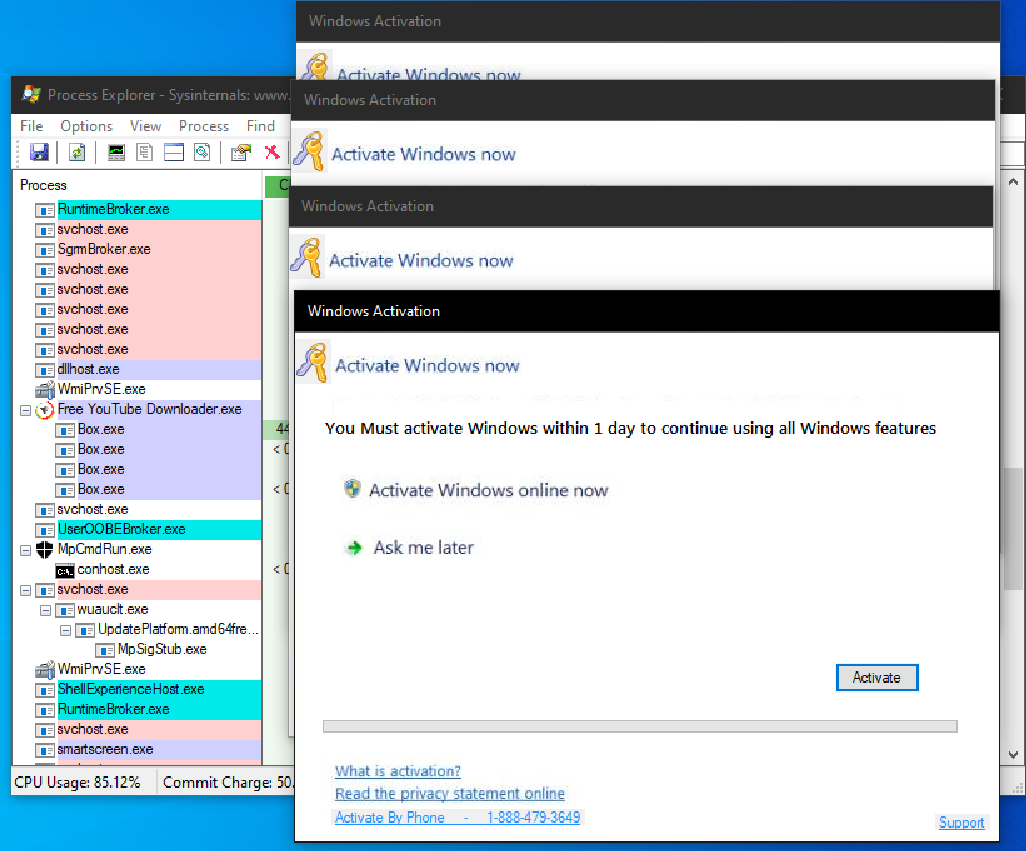 Windows Activation
Activate Windows now
Process Explorer - Sysinternals: www.
Windows Activation
File Options View Process Find
Activate Windows now
Process
Windows Activation
RuntimeBroker.exe
svchost.exe
SgrmBroker.exe
Activate Windows now
svchost.exe
svchost.exe
svchost.exe
Windows Activation
svchost.exe
svchost.exe
dllhost.exe
Activate Windows now
WmiPrvSE.exe
Free YouTube Downloader.exe
Box.exe
44
You Must activate Windows within 1 day to continue using all Windows features
Box.exe
Box.exe
Box.exe
Activate Windows online now
svchost.exe
UserOOBEBroker.exe
MpCmdRun.exe
Ask me later
conhost.exe
svchost.exe
wuauclt.exe
UpdatePlatform.amd64fre...
MpSigStub.exe
WmiPrvSE.exe
Activate
ShellExperienceHost.exe
RuntimeBroker.exe
svchost.exe
smartscreen.exe
What is activation?
CPU Usage: 85.12% Commit Charge: 50.
Read the privacy statement online
Activate By Phone - 1-888-479-3649
Support